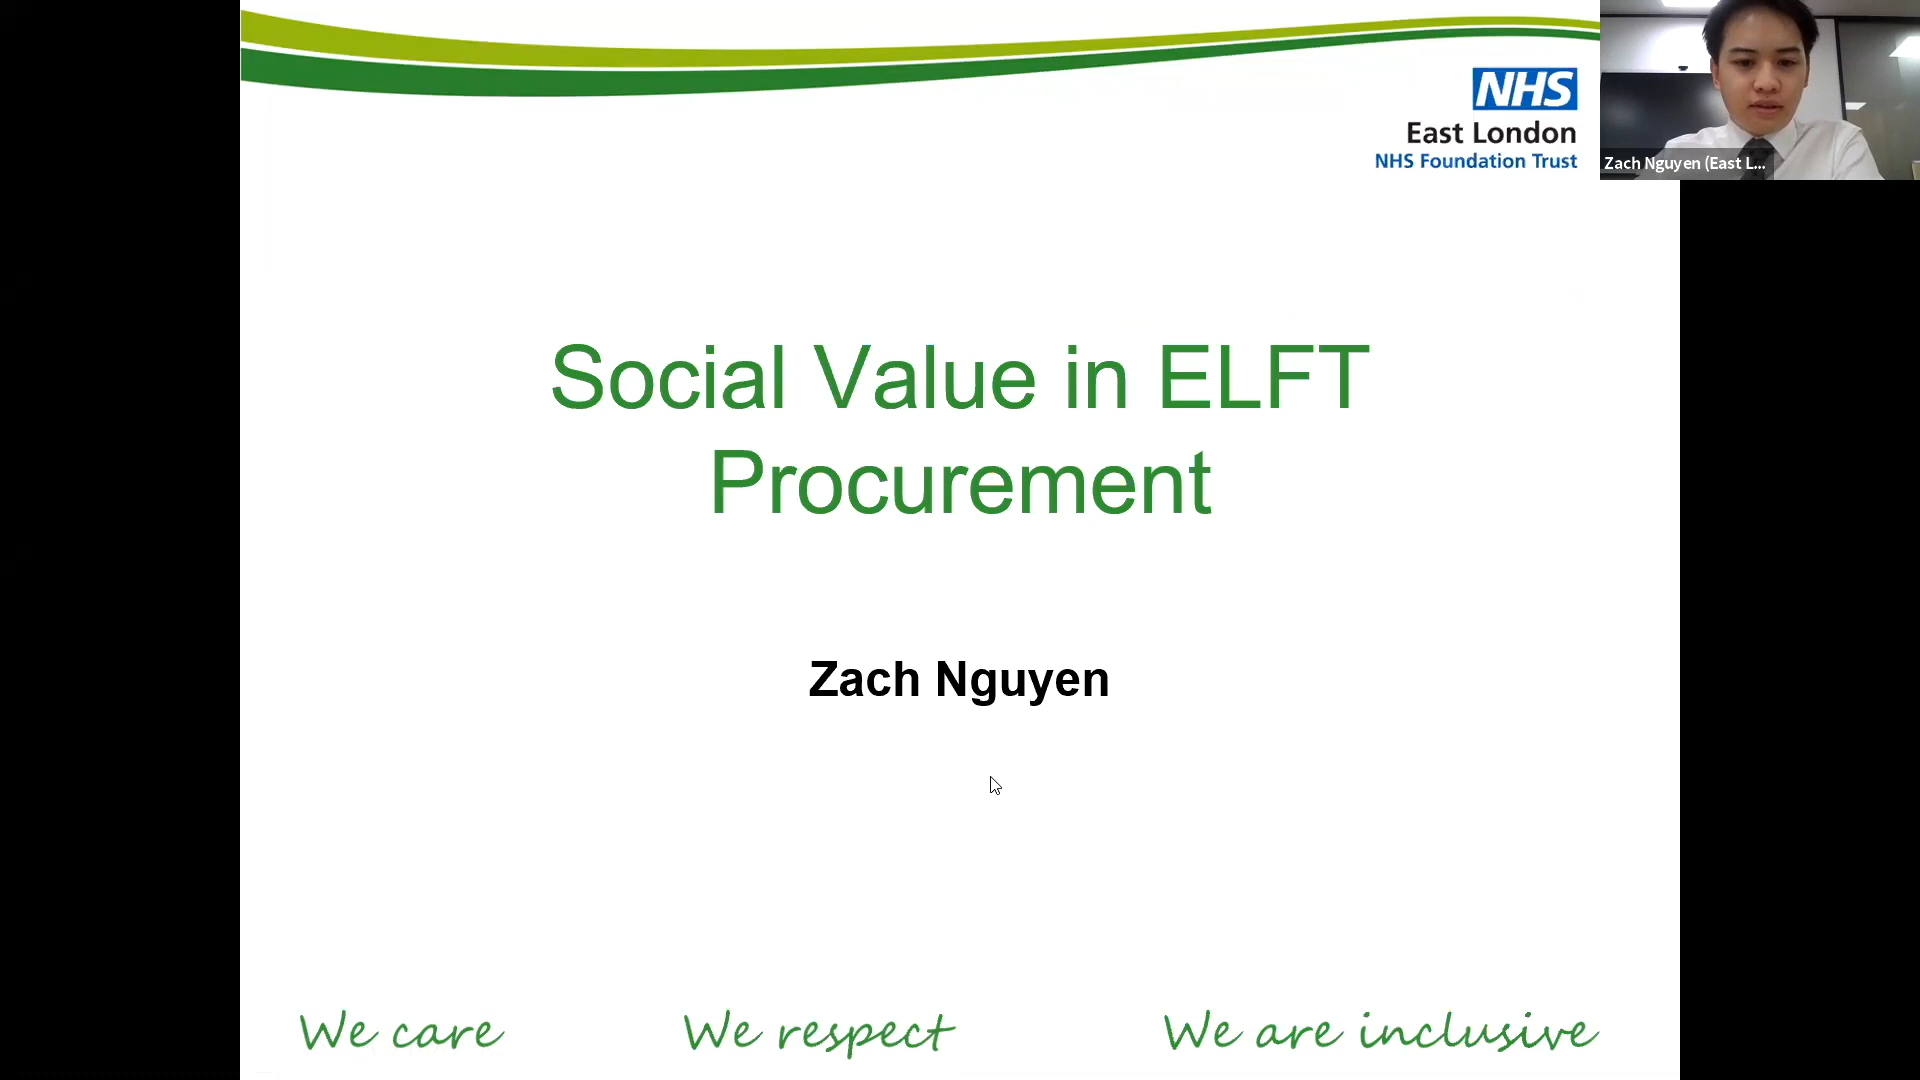 NHS
East London
NHS Foundation Trust
Zach Nguyen (East L...
Social Value in ELFT
Procurement
Zach Nguyen
We care
We respect
We are inclusive